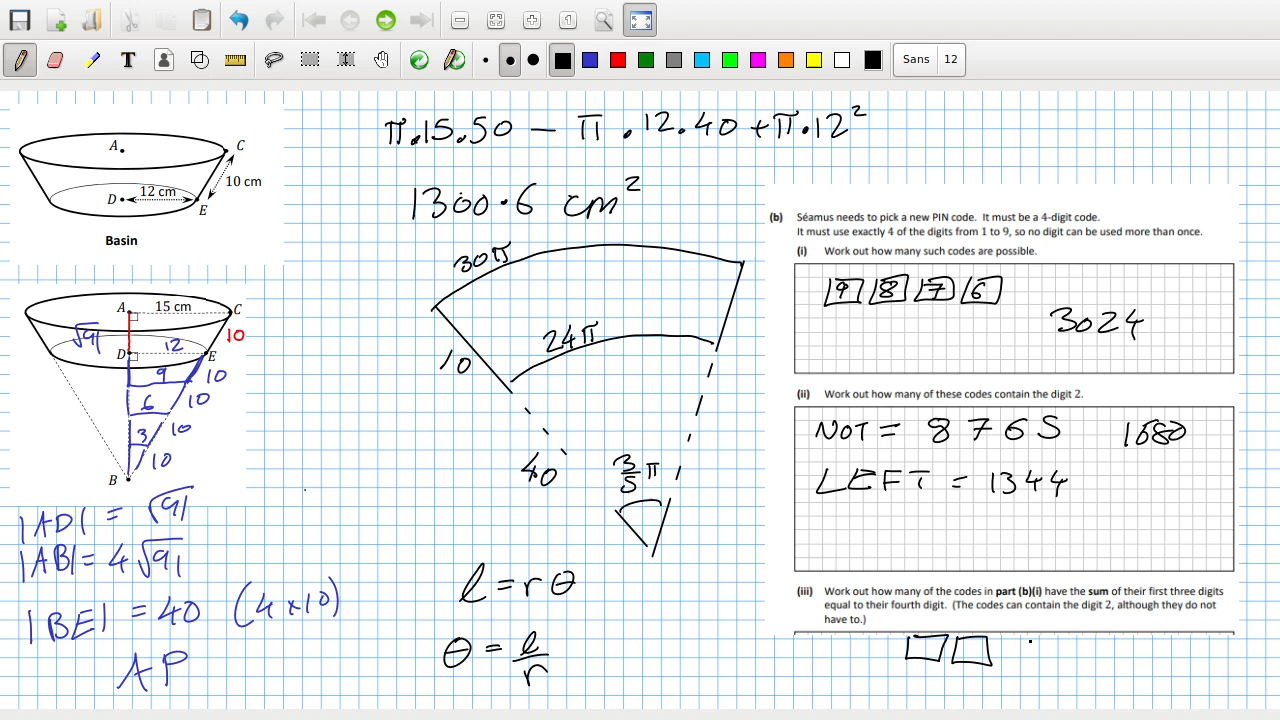 Sans 12
π.15.50 − π.12.40 + π.12²
1300.6 cm²
A
C
10 cm
D
12 cm
E
Basin
A
15 cm
C
√91
10
D
12
E
9
10
6
10
3
10
10
B
|AD| = √91
|AB| = 4√91
|BE| = 40 (4×10)
AP
30π
24π
10
40
3/5 π
l = rθ
θ = l/r
(b) Séamus needs to pick a new PIN code. It must be a 4-digit code.
It must use exactly 4 of the digits from 1 to 9, so no digit can be used more than once.
(i) Work out how many such codes are possible.
9 8 7 6
3024
(ii) Work out how many of these codes contain the digit 2.
NOT = 8 7 6 5 1680
LEFT = 1344
(iii) Work out how many of the codes in part (b)(i) have the sum of their first three digits
equal to their fourth digit. (The codes can contain the digit 2, although they do not
have to.)